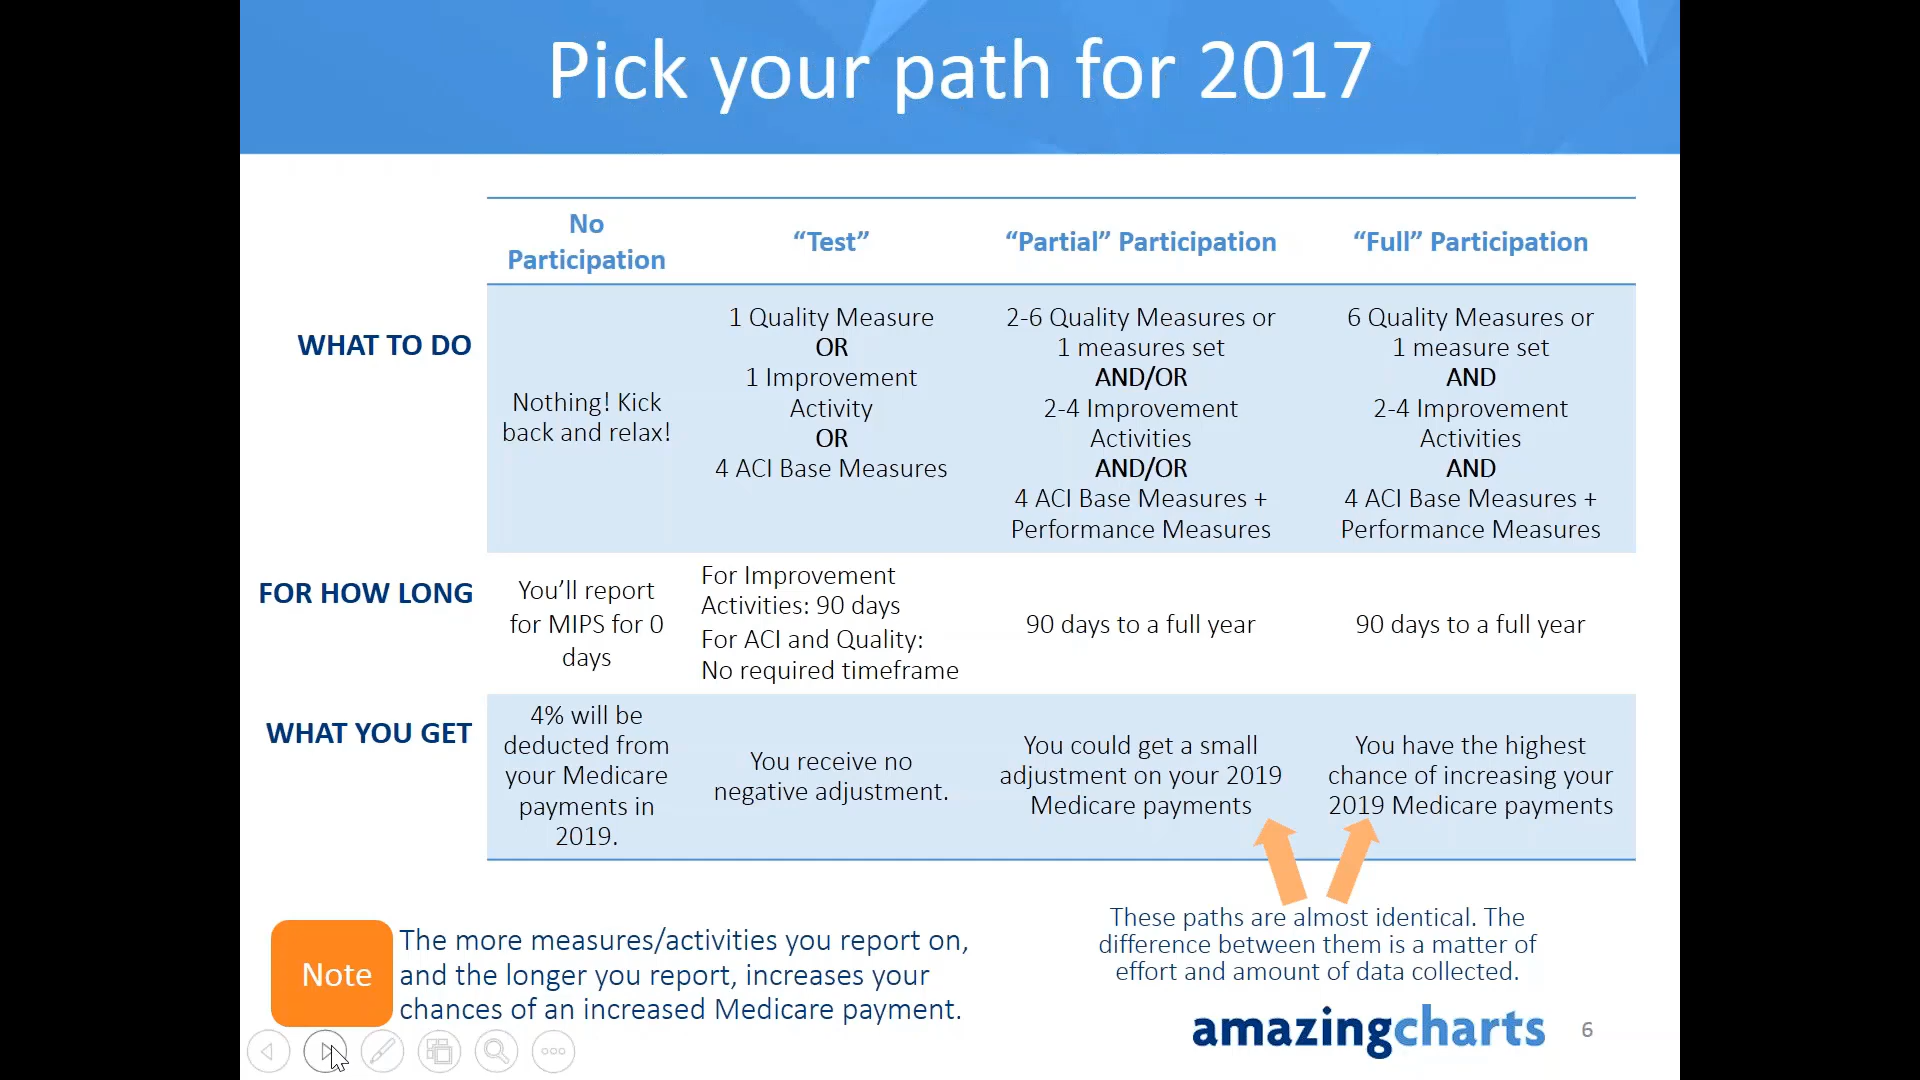 Pick your path for 2017
No
Participation
“Test”
“Partial” Participation
“Full” Participation
WHAT TO DO
Nothing! Kick
back and relax!
1 Quality Measure
OR
1 Improvement
Activity
OR
4 ACI Base Measures
2-6 Quality Measures or
1 measures set
AND/OR
2-4 Improvement
Activities
AND/OR
4 ACI Base Measures +
Performance Measures
6 Quality Measures or
1 measure set
AND
2-4 Improvement
Activities
AND
4 ACI Base Measures +
Performance Measures
FOR HOW LONG
You’ll report
for MIPS for 0
days
For Improvement
Activities: 90 days
For ACI and Quality:
No required timeframe
90 days to a full year
90 days to a full year
WHAT YOU GET
4% will be
deducted from
your Medicare
payments in
2019.
You receive no
negative adjustment.
You could get a small
adjustment on your 2019
Medicare payments
You have the highest
chance of increasing your
2019 Medicare payments
Note
The more measures/activities you report on,
and the longer you report, increases your
chances of an increased Medicare payment.
These paths are almost identical. The
difference between them is a matter of
effort and amount of data collected.
amazingcharts
6